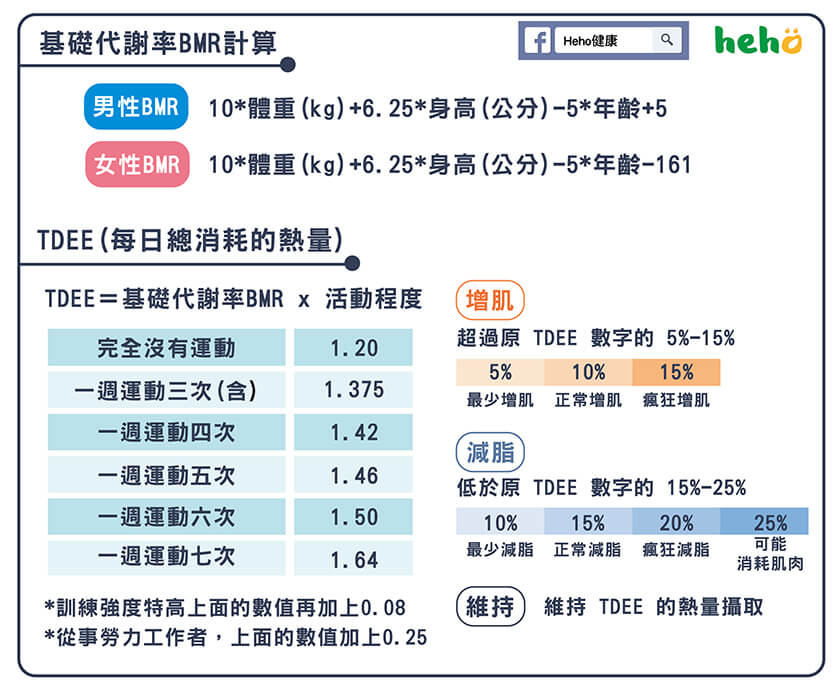 基礎代謝率BMR計算
Heho健康
heho
男性BMR 10*體重(kg)+6.25*身高(公分)-5*年齡+5
女性BMR 10*體重(kg)+6.25*身高(公分)-5*年齡-161
TDEE(每日總消耗的熱量)
TDEE=基礎代謝率BMR x 活動程度
完全沒有運動 1.20
一週運動三次(含) 1.375
一週運動四次 1.42
一週運動五次 1.46
一週運動六次 1.50
一週運動七次 1.64
*訓練強度特高上面的數值再加上0.08
*從事勞力工作者，上面的數值加上0.25
增肌
超過原 TDEE 數字的 5%-15%
5% 10% 15%
最少增肌 正常增肌 瘋狂增肌
減脂
低於原 TDEE 數字的 15%-25%
10% 15% 20% 25%
最少減脂 正常減脂 瘋狂減脂 可能
消耗肌肉
維持 維持 TDEE 的熱量攝取